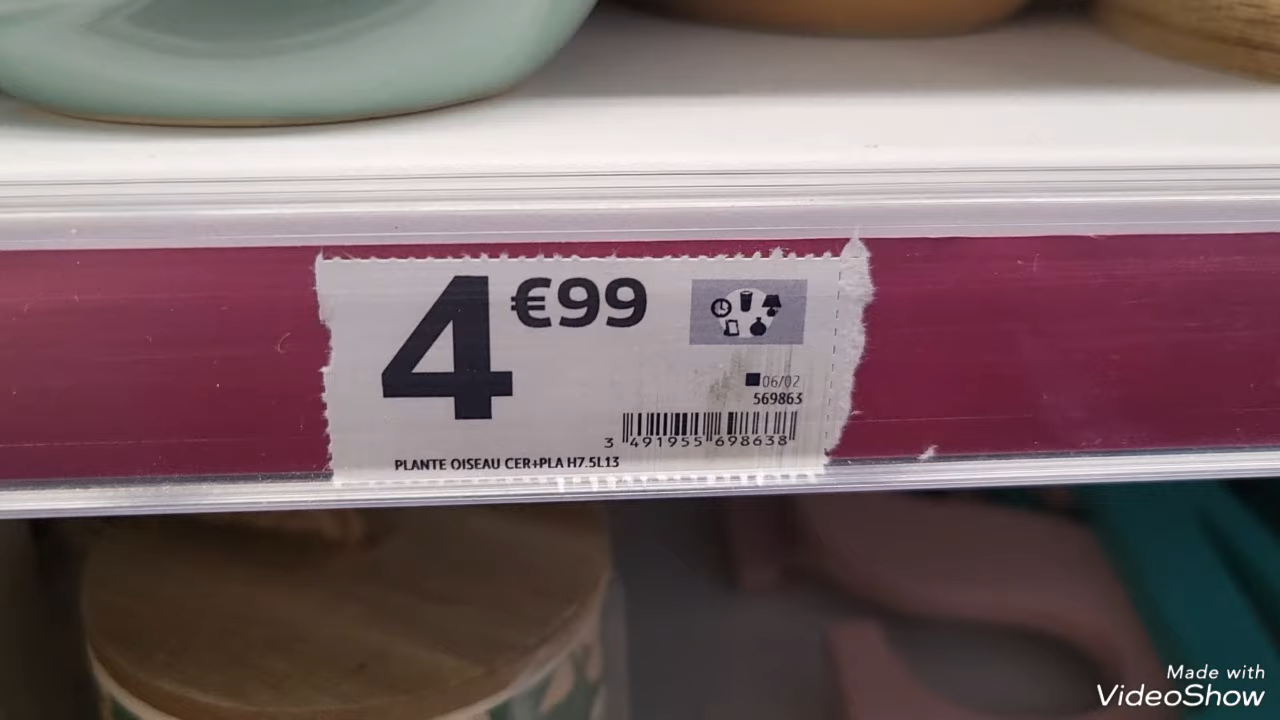 4€99
06/02
569863
3 491955 698638
PLANTE OISEAU CER+PLA H7.5L13
Made with
VideoShow